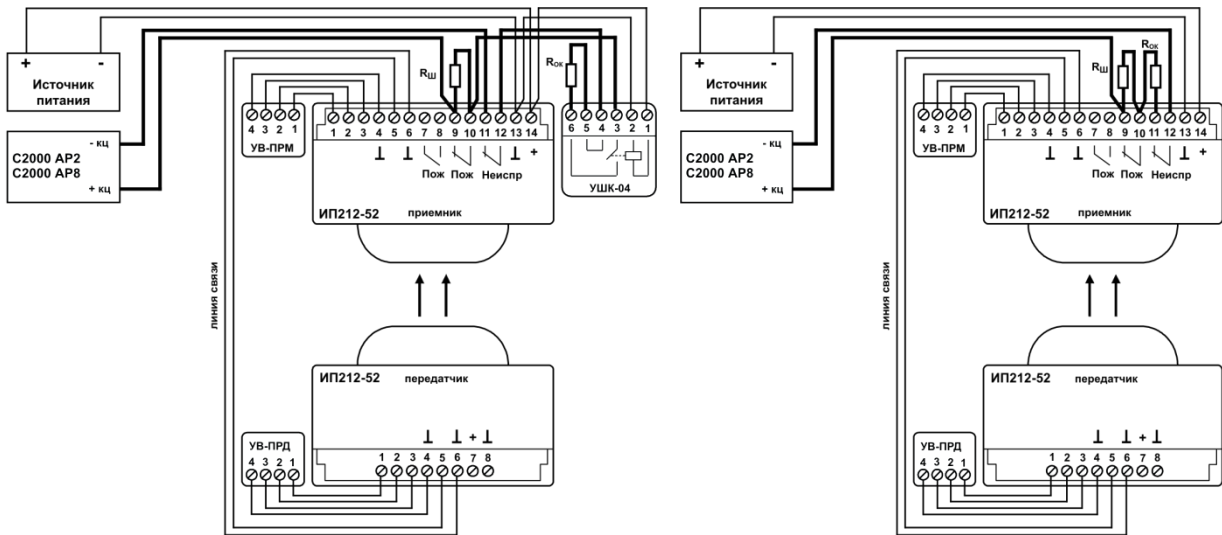 + -
Источник
питания
- кц
С2000 АР2
С2000 АР8
+ кц
4 3 2 1
УВ-ПРМ
RШ
1 2 3 4 5 6 7 8 9 10 11 12 13 14
+
Пож Пож Неиспр
ИП212-52 приемник
Rок
6 5 4 3 2 1
УШК-04
линия связи
ИП212-52 передатчик
+
1 2 3 4 5 6 7 8
УВ-ПРД
4 3 2 1
+ -
Источник
питания
- кц
С2000 АР2
С2000 АР8
+ кц
4 3 2 1
УВ-ПРМ
RШ
Rок
1 2 3 4 5 6 7 8 9 10 11 12 13 14
+
Пож Пож Неиспр
ИП212-52 приемник
линия связи
ИП212-52 передатчик
+
1 2 3 4 5 6 7 8
УВ-ПРД
4 3 2 1